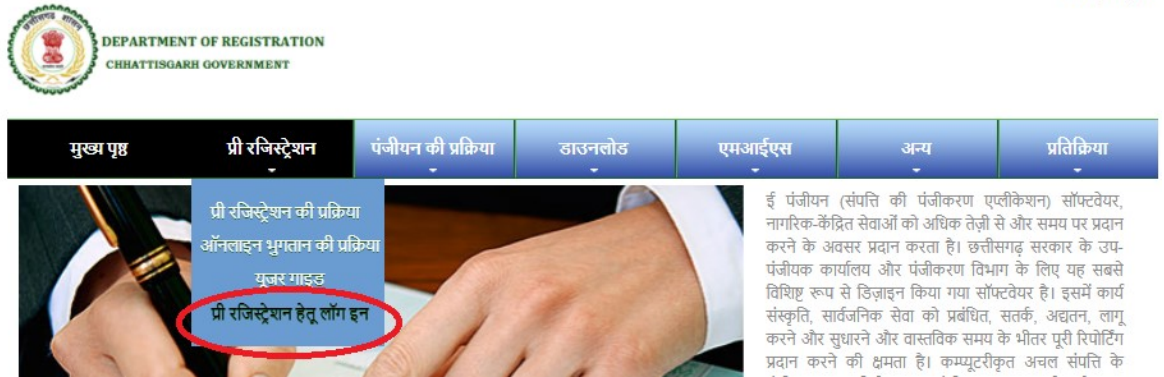 DEPARTMENT OF REGISTRATION
CHHATTISGARH GOVERNMENT
मुख्य पृष्ठ
प्री रजिस्ट्रेशन
पंजीयन की प्रक्रिया
डाउनलोड
एमआईएस
अन्य
प्रतिक्रिया
प्री रजिस्ट्रेशन की प्रक्रिया
ऑनलाइन भुगतान की प्रक्रिया
यूजर गाइड
प्री रजिस्ट्रेशन हेतू लॉग इन
ई पंजीयन (संपत्ति की पंजीकरण एप्लीकेशन) सॉफ्टवेयर,
नागरिक-केंद्रित सेवाओं को अधिक तेज़ी से और समय पर प्रदान
करने के अवसर प्रदान करता है। छत्तीसगढ़ सरकार के उप-
पंजीयक कार्यालय और पंजीकरण विभाग के लिए यह सबसे
विशिष्ट रूप से डिज़ाइन किया गया सॉफ्टवेयर है। इसमें कार्य
संस्कृति, सार्वजनिक सेवा को प्रबंधित, सतर्क, अद्यतन, लागू
करने और सुधारने और वास्तविक समय के भीतर पूरी रिपोर्टिंग
प्रदान करने की क्षमता है। कम्प्यूटरीकृत अचल संपत्ति के